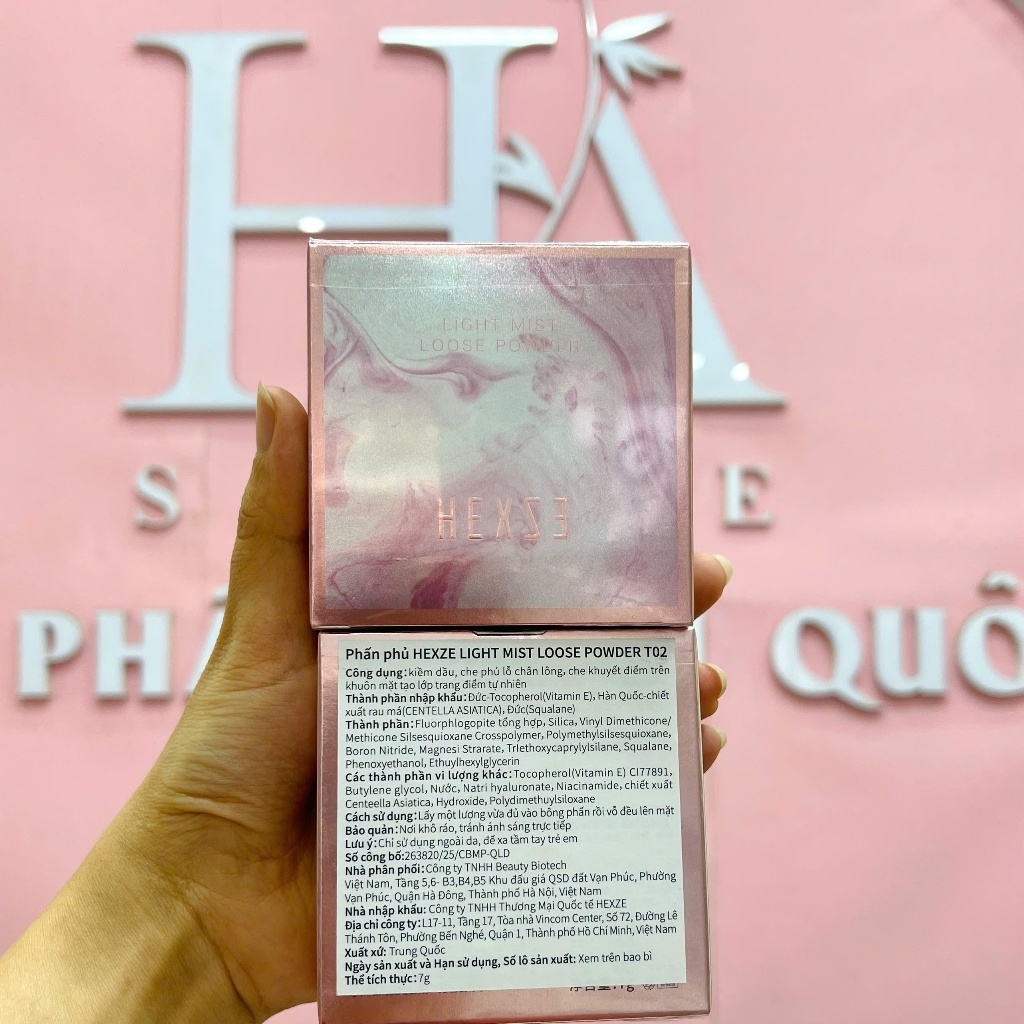 HA
S
E
PHẤ
QUỐ
LIGHT MIST
LOOSE POWDER
HEXZE
Phấn phủ HEXZE LIGHT MIST LOOSE POWDER T02
Công dụng: kiềm dầu, che phủ lỗ chân lông, che khuyết điểm trên
khuôn mặt tạo lớp trang điểm tự nhiên
Thành phần nhập khẩu: Đức-Tocopherol(Vitamin E), Hàn Quốc-chiết
xuất rau má(CENTELLA ASIATICA), Đức(Squalane)
Thành phần: Fluorphlogopite tổng hợp, Silica, Vinyl Dimethicone/
Methicone Silsesquioxane Crosspolymer, Polymethylsilsesquioxane,
Boron Nitride, Magnesi Strarate, Trlethoxycaprylylsilane, Squalane,
Phenoxyethanol, Ethuylhexylglycerin
Các thành phần vi lượng khác: Tocopherol(Vitamin E) CI77891,
Butylene glycol, Nước, Natri hyaluronate, Niacinamide, chiết xuất
Centeella Asiatica, Hydroxide, Polydimethuylsiloxane
Cách sử dụng: Lấy một lượng vừa đủ vào bông phấn rồi vỗ đều lên mặt
Bảo quản: Nơi khô ráo, tránh ánh sáng trực tiếp
Lưu ý: Chỉ sử dụng ngoài da, để xa tầm tay trẻ em
Số công bố:263820/25/CBMP-QLD
Nhà phân phối: Công ty TNHH Beauty Biotech
Việt Nam, Tầng 5,6- B3,B4,B5 Khu đấu giá QSD đất Vạn Phúc, Phường
Vạn Phúc, Quận Hà Đông, Thành phố Hà Nội, Việt Nam
Nhà nhập khẩu: Công ty TNHH Thương Mại Quốc tế HEXZE
Địa chỉ công ty: L17-11, Tầng 17, Tòa nhà Vincom Center, Số 72, Đường Lê
Thánh Tôn, Phường Bến Nghé, Quận 1, Thành phố Hồ Chí Minh, Việt Nam
Xuất xứ: Trung Quốc
Ngày sản xuất và Hạn sử dụng, Số lô sản xuất: Xem trên bao bì
Thể tích thực: 7g